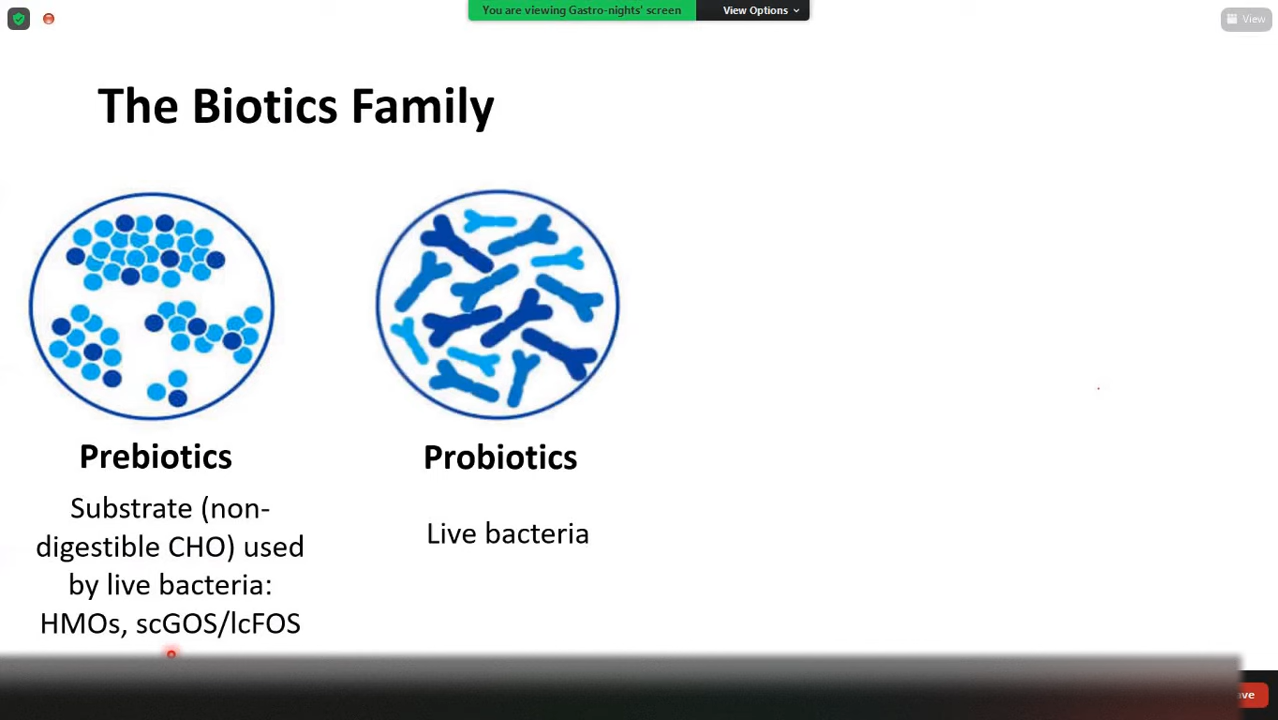 You are viewing Gastro-nights' screen
View Options
View
The Biotics Family
Prebiotics
Substrate (non-
digestible CHO) used
by live bacteria:
HMOs, scGOS/lcFOS
Probiotics
Live bacteria